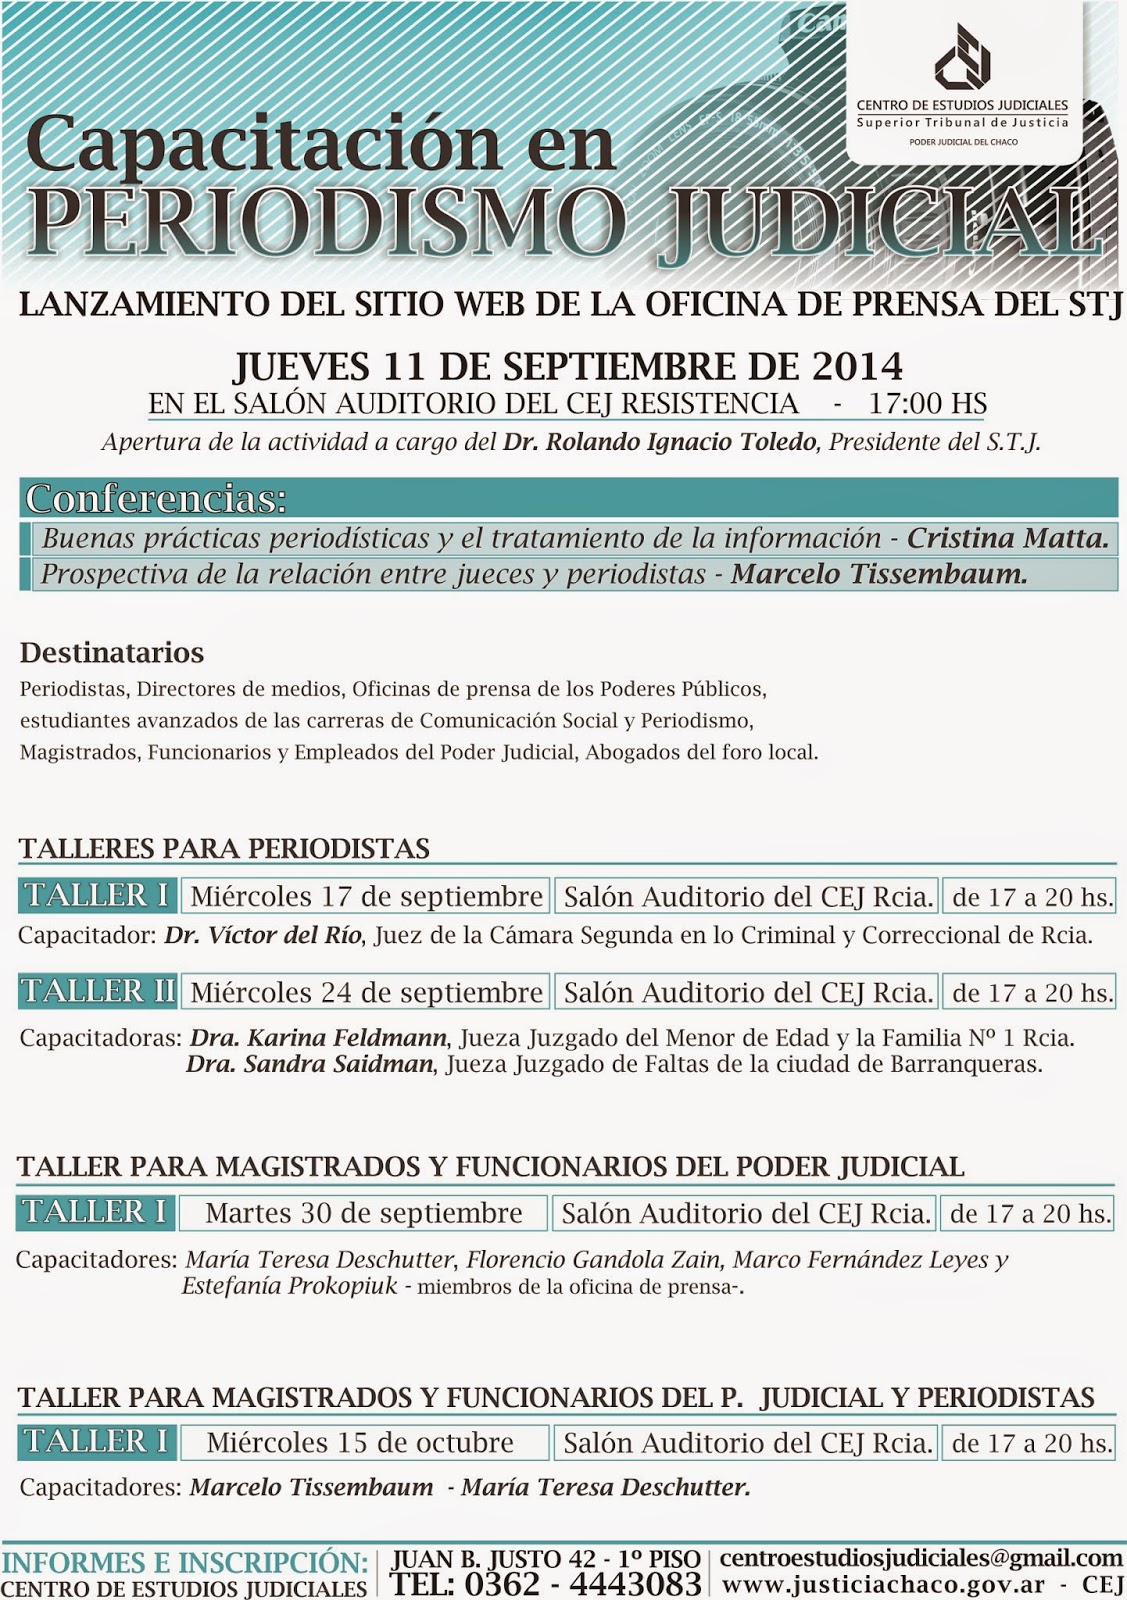 CENTRO DE ESTUDIOS JUDICIALES
Superior Tribunal de Justicia
PODER JUDICIAL DEL CHACO
Capacitación en
PERIODISMO JUDICIAL
LANZAMIENTO DEL SITIO WEB DE LA OFICINA DE PRENSA DEL STJ
JUEVES 11 DE SEPTIEMBRE DE 2014
EN EL SALÓN AUDITORIO DEL CEJ RESISTENCIA - 17:00 HS
Apertura de la actividad a cargo del Dr. Rolando Ignacio Toledo, Presidente del S.T.J.
Conferencias:
Buenas prácticas periodísticas y el tratamiento de la información - Cristina Matta.
Prospectiva de la relación entre jueces y periodistas - Marcelo Tissembaum.
Destinatarios
Periodistas, Directores de medios, Oficinas de prensa de los Poderes Públicos,
estudiantes avanzados de las carreras de Comunicación Social y Periodismo,
Magistrados, Funcionarios y Empleados del Poder Judicial, Abogados del foro local.
TALLERES PARA PERIODISTAS
TALLER I Miércoles 17 de septiembre Salón Auditorio del CEJ Rcia. de 17 a 20 hs.
Capacitador: Dr. Víctor del Río, Juez de la Cámara Segunda en lo Criminal y Correccional de Rcia.
TALLER II Miércoles 24 de septiembre Salón Auditorio del CEJ Rcia. de 17 a 20 hs.
Capacitadoras: Dra. Karina Feldmann, Jueza Juzgado del Menor de Edad y la Familia Nº 1 Rcia.
Dra. Sandra Saidman, Jueza Juzgado de Faltas de la ciudad de Barranqueras.
TALLER PARA MAGISTRADOS Y FUNCIONARIOS DEL PODER JUDICIAL
TALLER I Martes 30 de septiembre Salón Auditorio del CEJ Rcia. de 17 a 20 hs.
Capacitadores: María Teresa Deschutter, Florencio Gandola Zain, Marco Fernández Leyes y
Estefanía Prokopiuk - miembros de la oficina de prensa-.
TALLER PARA MAGISTRADOS Y FUNCIONARIOS DEL P. JUDICIAL Y PERIODISTAS
TALLER I Miércoles 15 de octubre Salón Auditorio del CEJ Rcia. de 17 a 20 hs.
Capacitadores: Marcelo Tissembaum - María Teresa Deschutter.
INFORMES E INSCRIPCIÓN:
CENTRO DE ESTUDIOS JUDICIALES
JUAN B. JUSTO 42 - 1º PISO
TEL: 0362 - 4443083
centroestudiosjudiciales@gmail.com
www.justiciachaco.gov.ar - CEJ